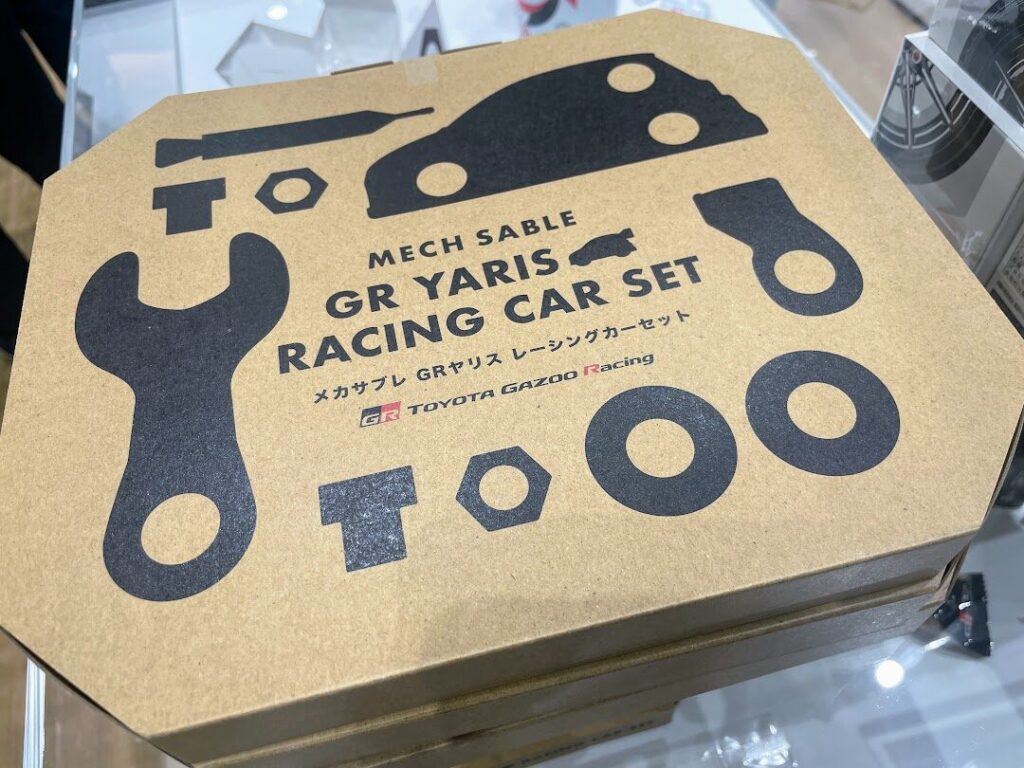 MECH SABLE
GR YARIS
RACING CAR SET
メカサブレ GRヤリス レーシングカーセット
GR TOYOTA GAZOO Racing